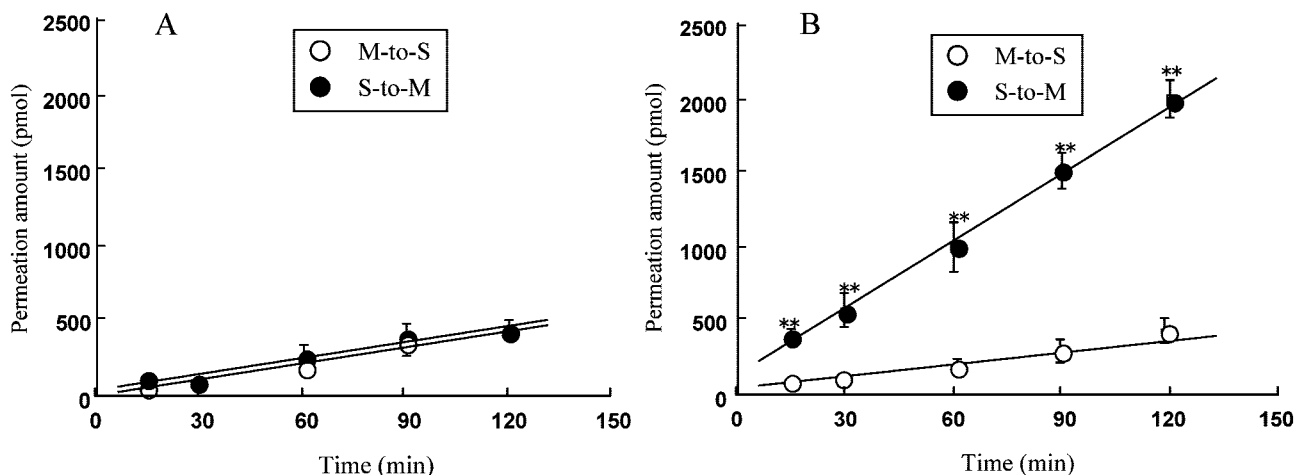 A
Permeation amount (pmol)
2500
2000
1500
1000
500
0
M-to-S
S-to-M
0 30 60 90 120 150
Time (min)
B
Permeation amount (pmol)
2500
2000
1500
1000
500
0
M-to-S
S-to-M
**
**
**
**
**
0 30 60 90 120 150
Time (min)